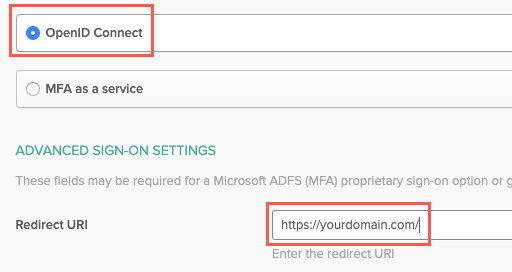 OpenID Connect
MFA as a service
ADVANCED SIGN-ON SETTINGS
These fields may be required for a Microsoft ADFS (MFA) proprietary sign-on option or g
Redirect URI
https://yourdomain.com/
Enter the redirect URI